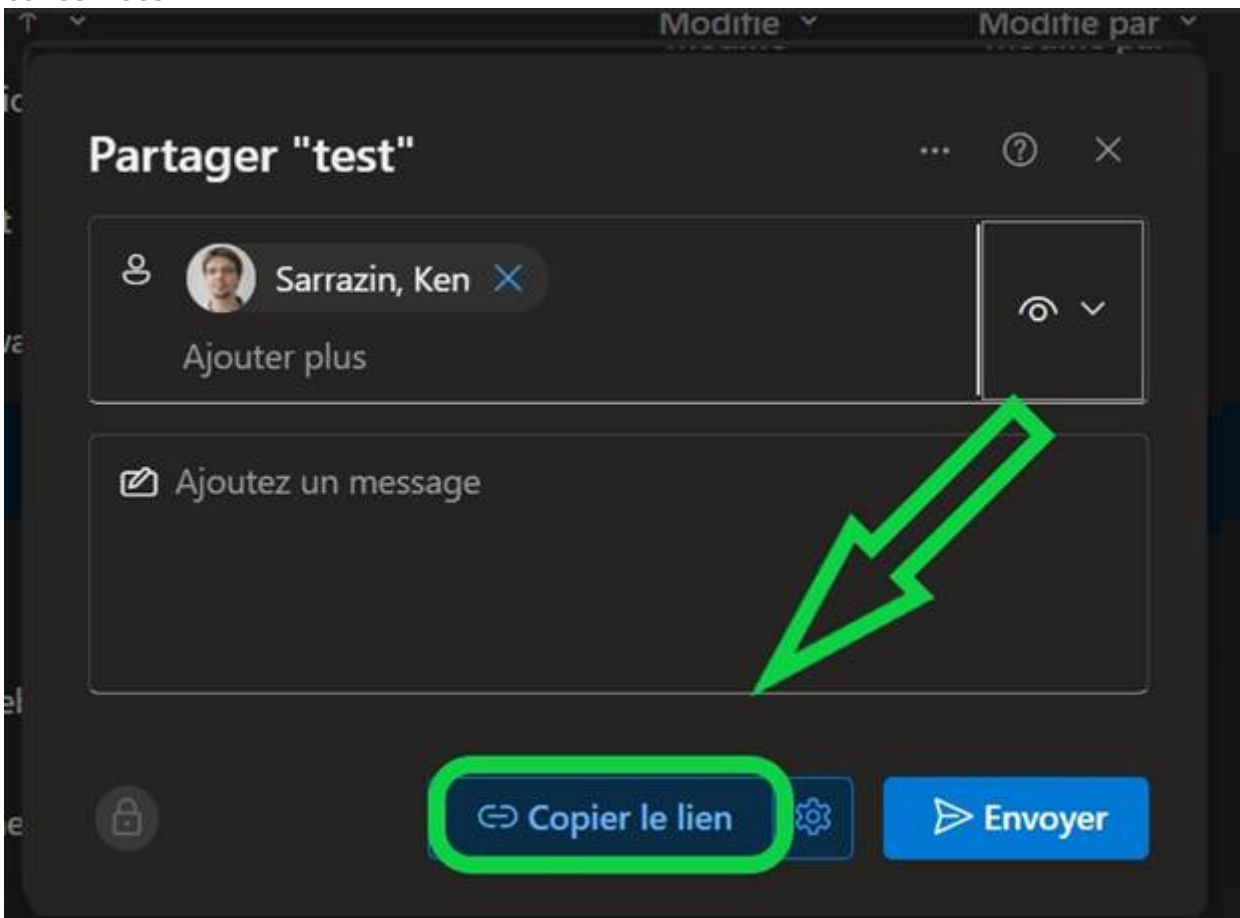 Modifié Modifié par
Partager "test"
Sarrazin, Ken
Ajouter plus
Ajoutez un message
Copier le lien Envoyer